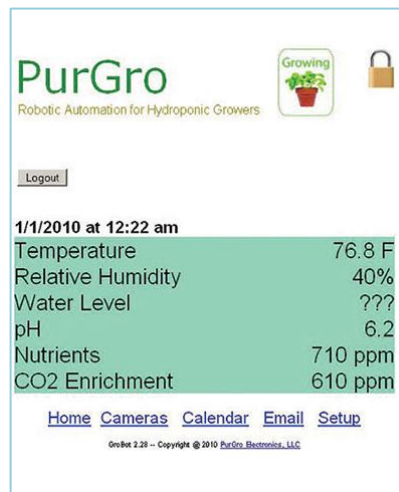 PurGro
Growing
Robotic Automation for Hydroponic Growers
Logout
1/1/2010 at 12:22 am
Temperature 76.8 F
Relative Humidity 40%
Water Level ???
pH 6.2
Nutrients 710 ppm
CO2 Enrichment 610 ppm
Home Cameras Calendar Email Setup
GroBot 2.28 -- Copyright @ 2010 PurGro Electronics, LLC